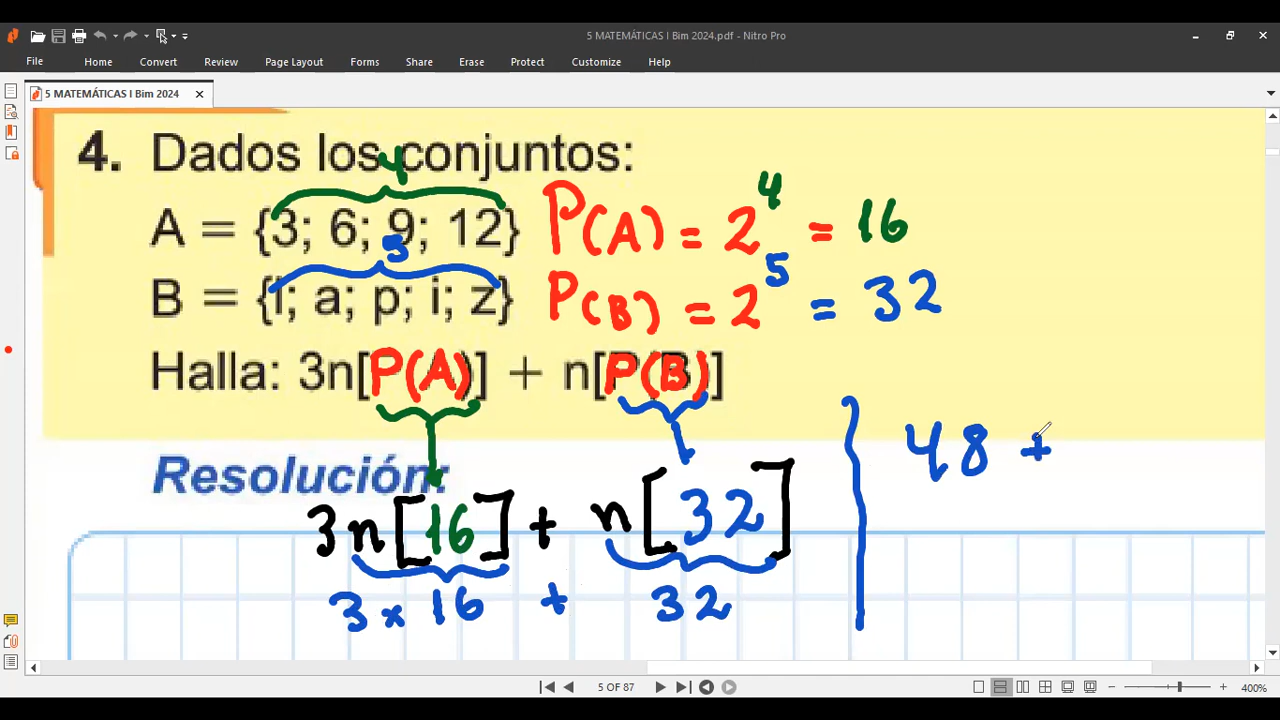 5 MATEMÁTICAS I Bim 2024.pdf - Nitro Pro
File Home Convert Review Page Layout Forms Share Erase Protect Customize Help
5 MATEMÁTICAS I Bim 2024
4. Dados los conjuntos:
4
A = {3; 6; 9; 12} P(A) = 2^4 = 16
5
B = {l; a; p; i; z} P(B) = 2^5 = 32
Halla: 3n[P(A)] + n[P(B)]
48 +
Resolución:
3n[16] + n[32]
3 x 16 + 32
5 OF 87
400%